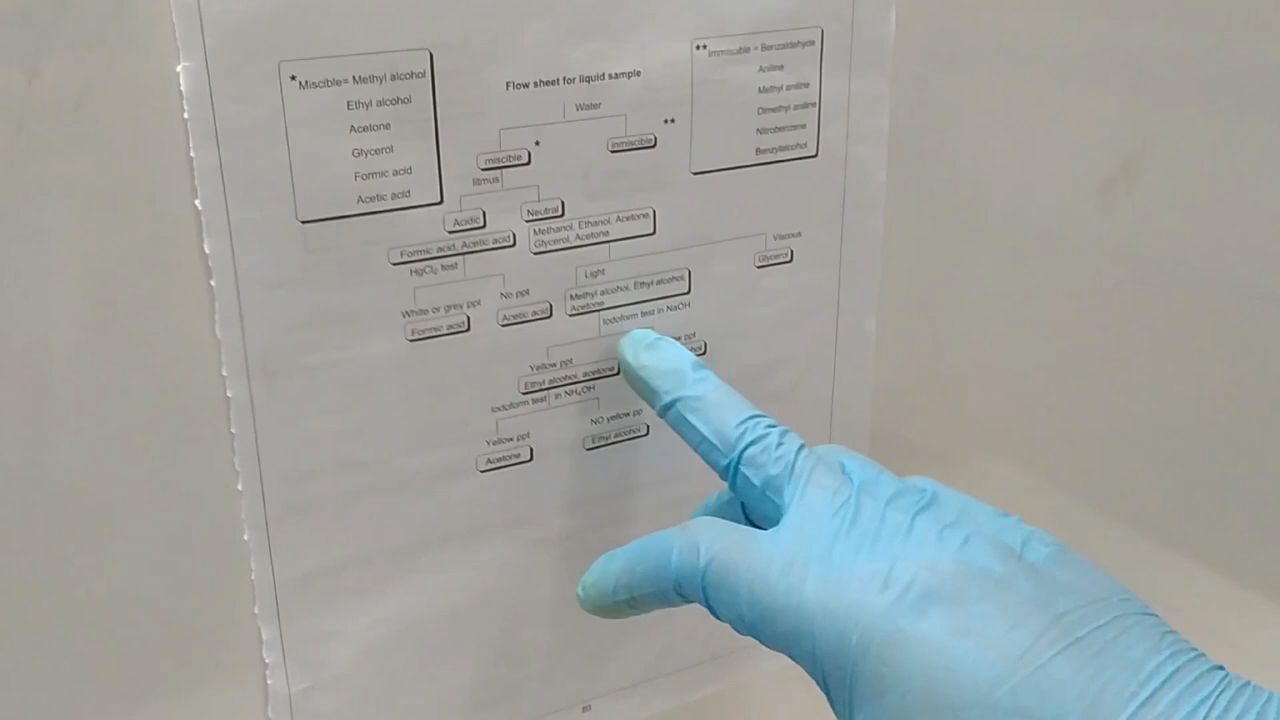 *Miscible= Methyl alcohol
Ethyl alcohol
Acetone
Glycerol
Formic acid
Acetic acid
Flow sheet for liquid sample
**Immiscible = Benzaldehyde
Aniline
Methyl aniline
Dimethyl aniline
Nitrobenzene
Benzylalcohol
Water
miscible
*
inmiscible
**
litmus
Acidic
Neutral
Formic acid, Acetic acid
Methanol, Ethanol, Acetone,
Glycerol, Acetone
HgCl2 test
Light
Viscous
Glycerol
White or grey ppt
No ppt
Formic acid
Acetic acid
Methyl alcohol, Ethyl alcohol,
Acetone
Iodoform test in NaOH
Yellow ppt
ppt
Ethyl alcohol, acetone
Iodoform test in NH4OH
Yellow ppt
NO yellow pp
Acetone
Ethyl alcohol